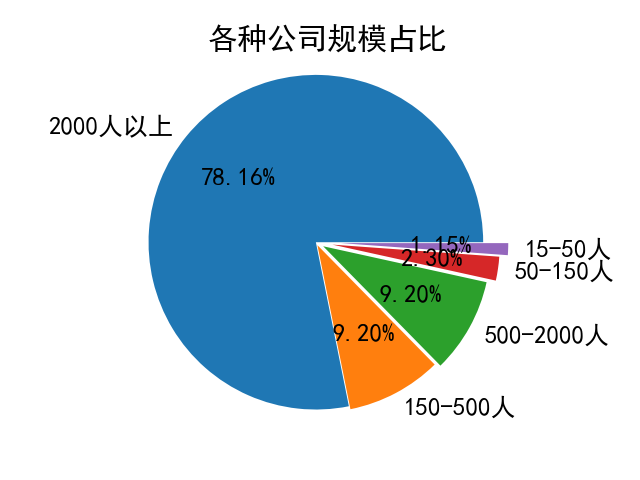 各种公司规模占比
2000人以上
78.16%
1.15%
15-50人
2.30%
50-150人
9.20%
500-2000人
9.20%
150-500人